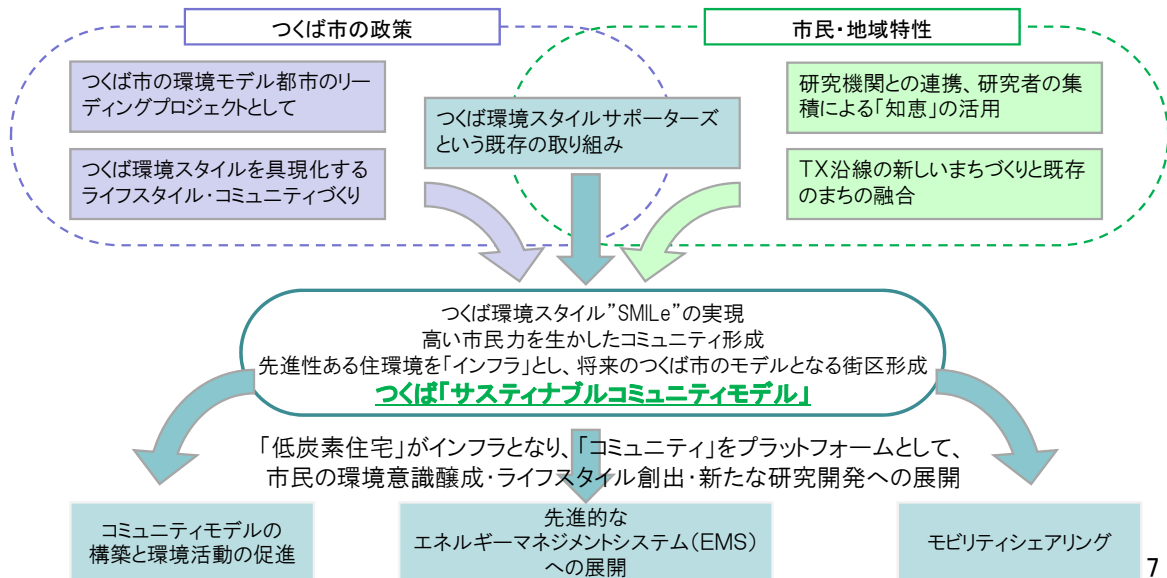 つくば市の政策
市民・地域特性
つくば市の環境モデル都市のリー
ディングプロジェクトとして
つくば環境スタイルを具現化する
ライフスタイル・コミュニティづくり
つくば環境スタイルサポーターズ
という既存の取り組み
研究機関との連携、研究者の集
積による「知恵」の活用
TX沿線の新しいまちづくりと既存
のまちの融合
つくば環境スタイル”SMILe”の実現
高い市民力を生かしたコミュニティ形成
先進性ある住環境を「インフラ」とし、将来のつくば市のモデルとなる街区形成
つくば「サスティナブルコミュニティモデル」
「低炭素住宅」がインフラとなり、「コミュニティ」をプラットフォームとして、
市民の環境意識醸成・ライフスタイル創出・新たな研究開発への展開
コミュニティモデルの
構築と環境活動の促進
先進的な
エネルギーマネジメントシステム(EMS)
への展開
モビリティシェアリング
7